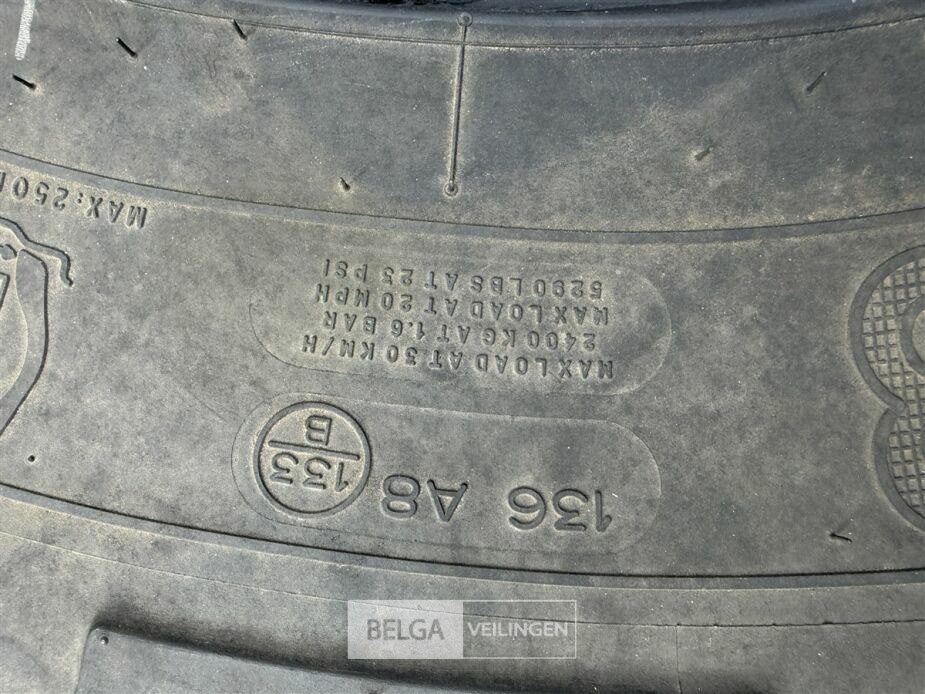 136 A8 133
B
MAX LOAD AT 30 KM/H
2400 KG AT 1.6 BAR
MAX LOAD AT 20 MPH
5290 LBS AT 23 PSI
MAX: 250
8
BELGA VEILINGEN